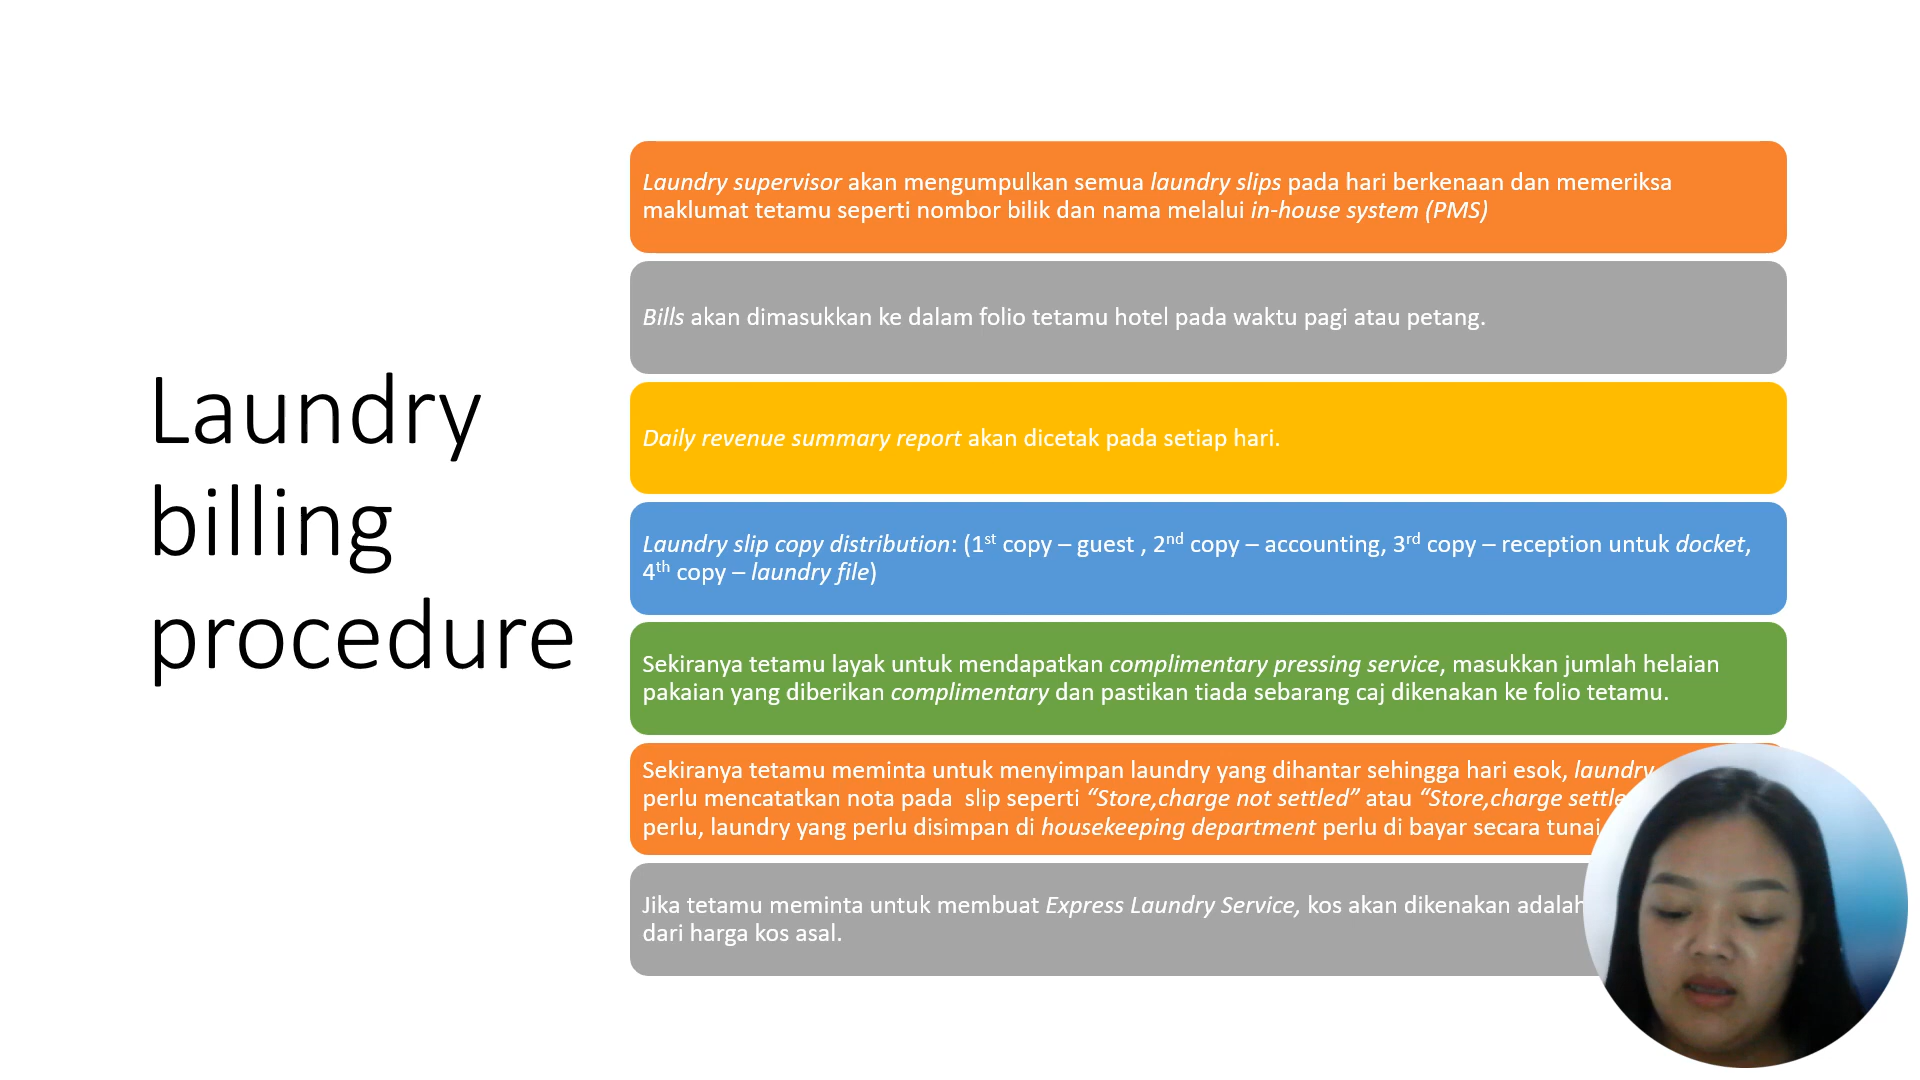 Laundry
billing
procedure
Laundry supervisor akan mengumpulkan semua laundry slips pada hari berkenaan dan memeriksa
maklumat tetamu seperti nombor bilik dan nama melalui in-house system (PMS)
Bills akan dimasukkan ke dalam folio tetamu hotel pada waktu pagi atau petang.
Daily revenue summary report akan dicetak pada setiap hari.
Laundry slip copy distribution: (1st copy – guest , 2nd copy – accounting, 3rd copy – reception untuk docket,
4th copy – laundry file)
Sekiranya tetamu layak untuk mendapatkan complimentary pressing service, masukkan jumlah helaian
pakaian yang diberikan complimentary dan pastikan tiada sebarang caj dikenakan ke folio tetamu.
Sekiranya tetamu meminta untuk menyimpan laundry yang dihantar sehingga hari esok, laundry
perlu mencatatkan nota pada  slip seperti “Store,charge not settled” atau “Store,charge
perlu, laundry yang perlu disimpan di housekeeping department perlu di bayar secara tunai
Jika tetamu meminta untuk membuat Express Laundry Service, kos akan dikenakan adalah
dari harga kos asal.